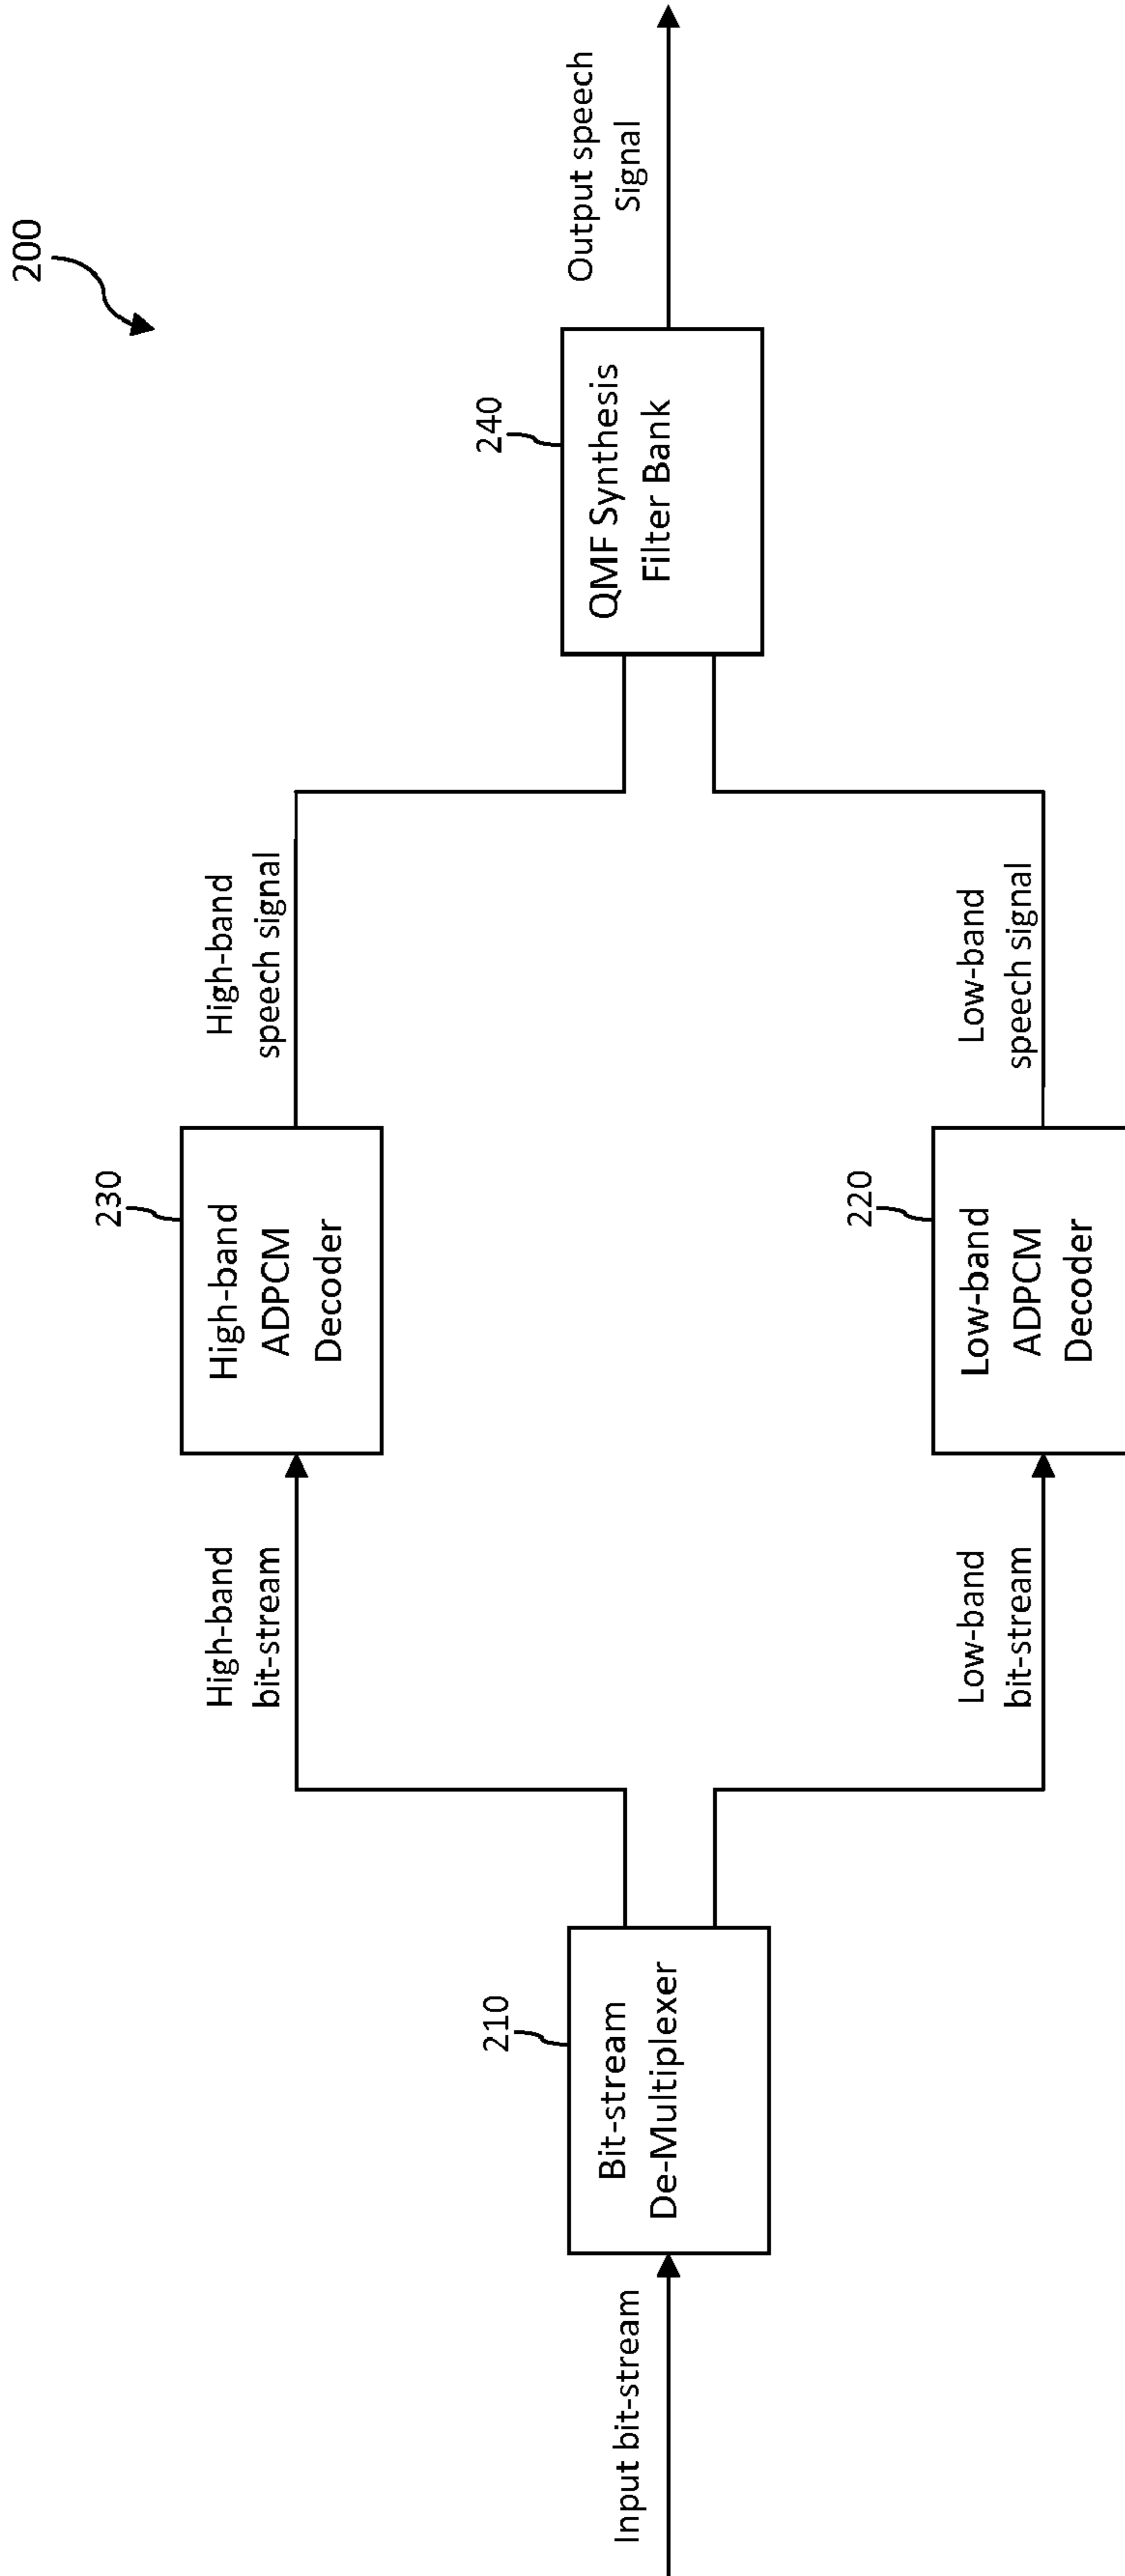 200
Input bit-stream
210
Bit-stream
De-Multiplexer
High-band
bit-stream
230
High-band
ADPCM
Decoder
High-band
speech signal
Low-band
bit-stream
220
Low-band
ADPCM
Decoder
Low-band
speech signal
240
QMF Synthesis
Filter Bank
Output speech
Signal